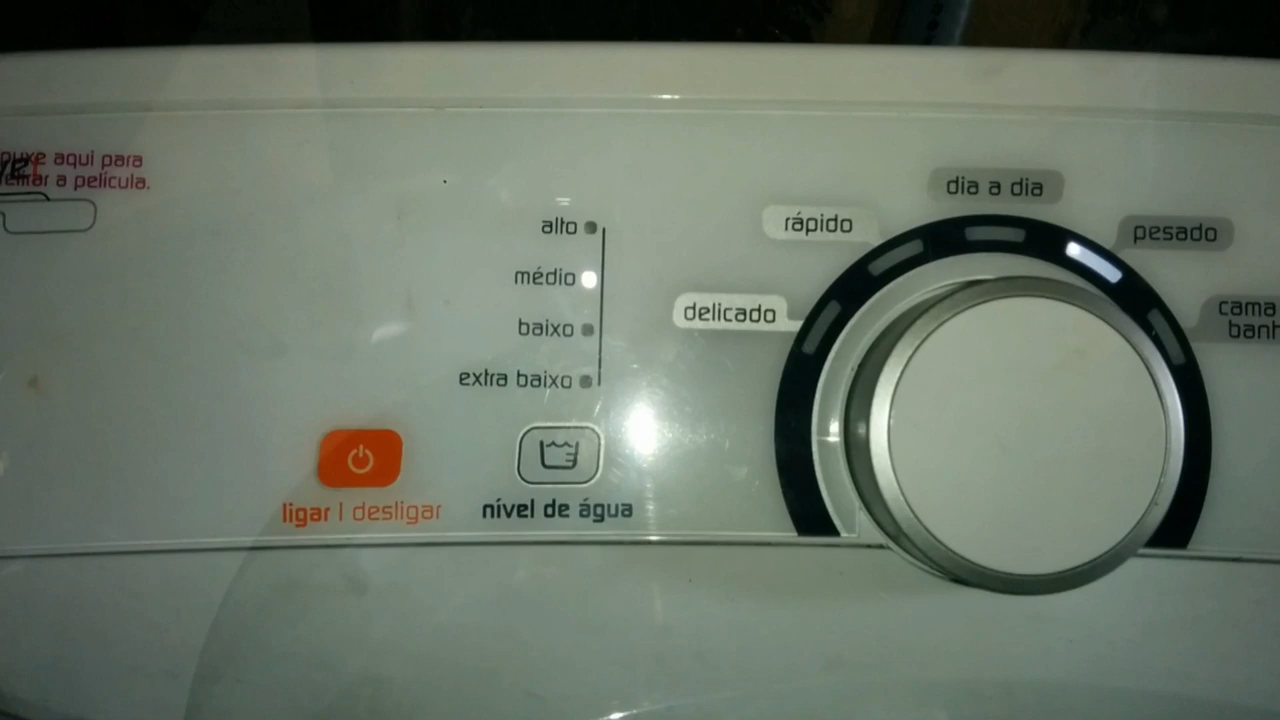 puxe aqui para
a película.
alto
médio
baixo
extra baixo
ligar | desligar
nível de água
delicado
rápido
dia a dia
pesado
cama